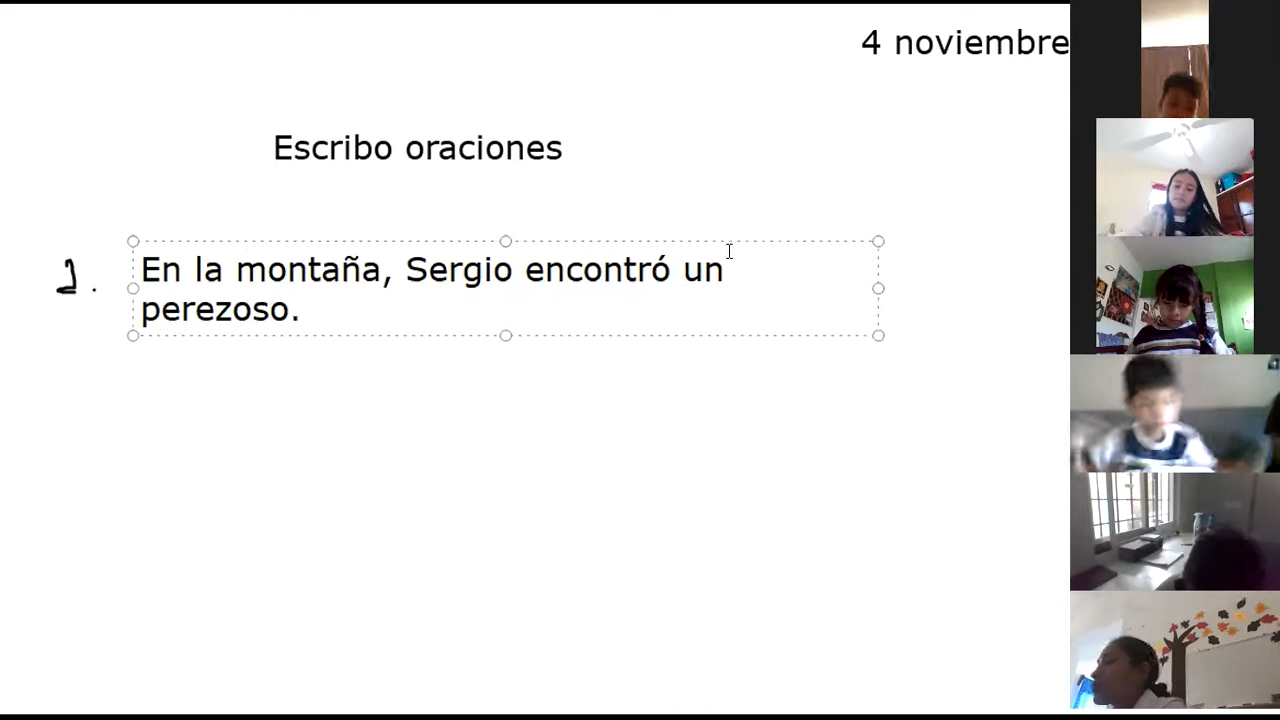 4 noviembre
Escribo oraciones
1. En la montaña, Sergio encontró un
perezoso.